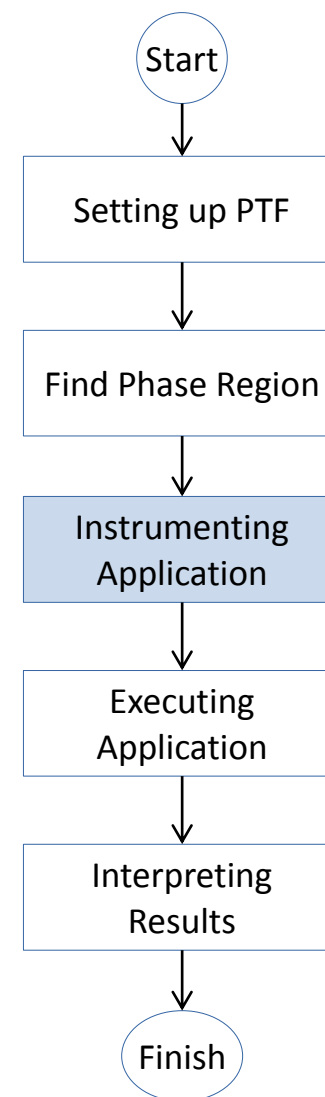 Start
Setting up PTF
Find Phase Region
Instrumenting
Application
Executing
Application
Interpreting
Results
Finish